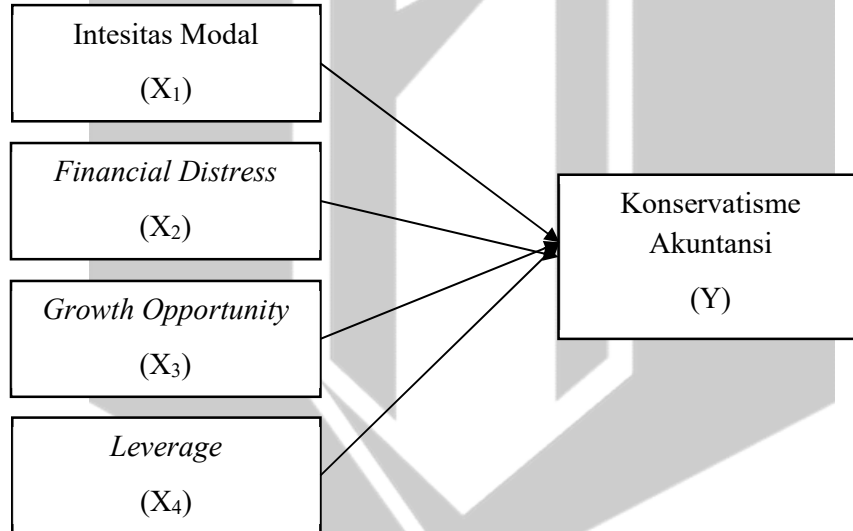 Intesitas Modal
(X₁)
Financial Distress
(X₂)
Growth Opportunity
(X₃)
Leverage
(X₄)
Konservatisme
Akuntansi
(Y)